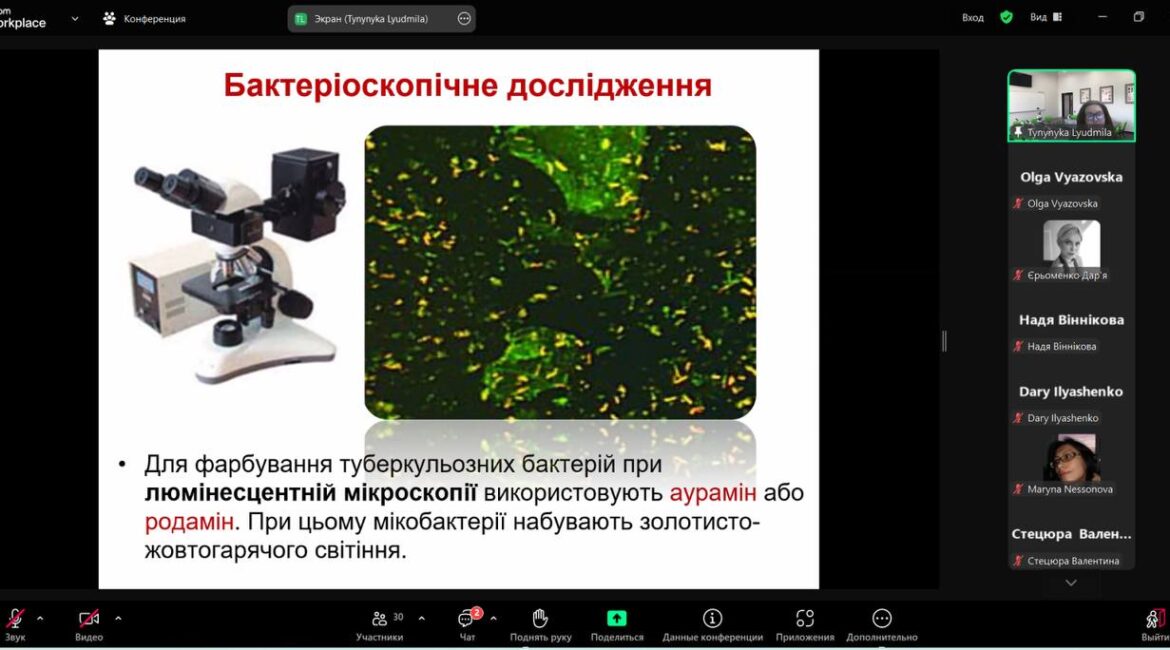 om
orkplace
Конференция
TL Экран (Tynynyka Lyudmila)
Вход
Вид
Бактеріоскопічне дослідження
• Для фарбування туберкульозних бактерій при
люмінесцентній мікроскопії використовують аурамін або
родамін. При цьому мікобактерії набувають золотисто-
жовтогарячого світіння.
Tynynyka Lyudmila
Olga Vyazovska
Olga Vyazovska
Єрьоменко Дар'я
Надя Віннікова
Надя Віннікова
Dary Ilyashenko
Dary Ilyashenko
Maryna Nessonova
Стецюра Вален...
Стецюра Валентина
Звук
Видео
30
Участники
2
Чат
Поднять руку
Поделиться
Данные конференции
Приложения
Дополнительно
Выйти